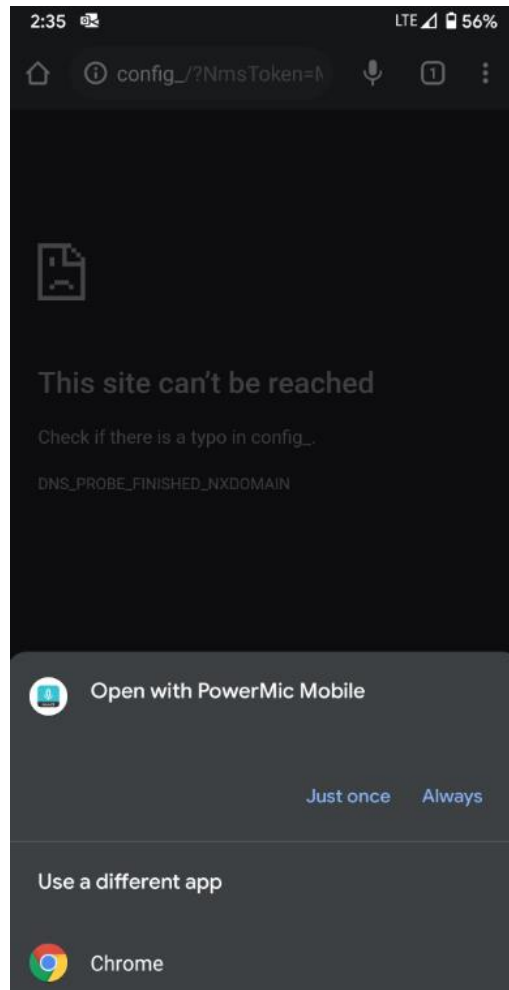 2:35 LTE 56%
config_/?NmsToken=
1
This site can't be reached
Check if there is a typo in config_.
DNS_PROBE_FINISHED_NXDOMAIN
Open with PowerMic Mobile
Just once Always
Use a different app
Chrome